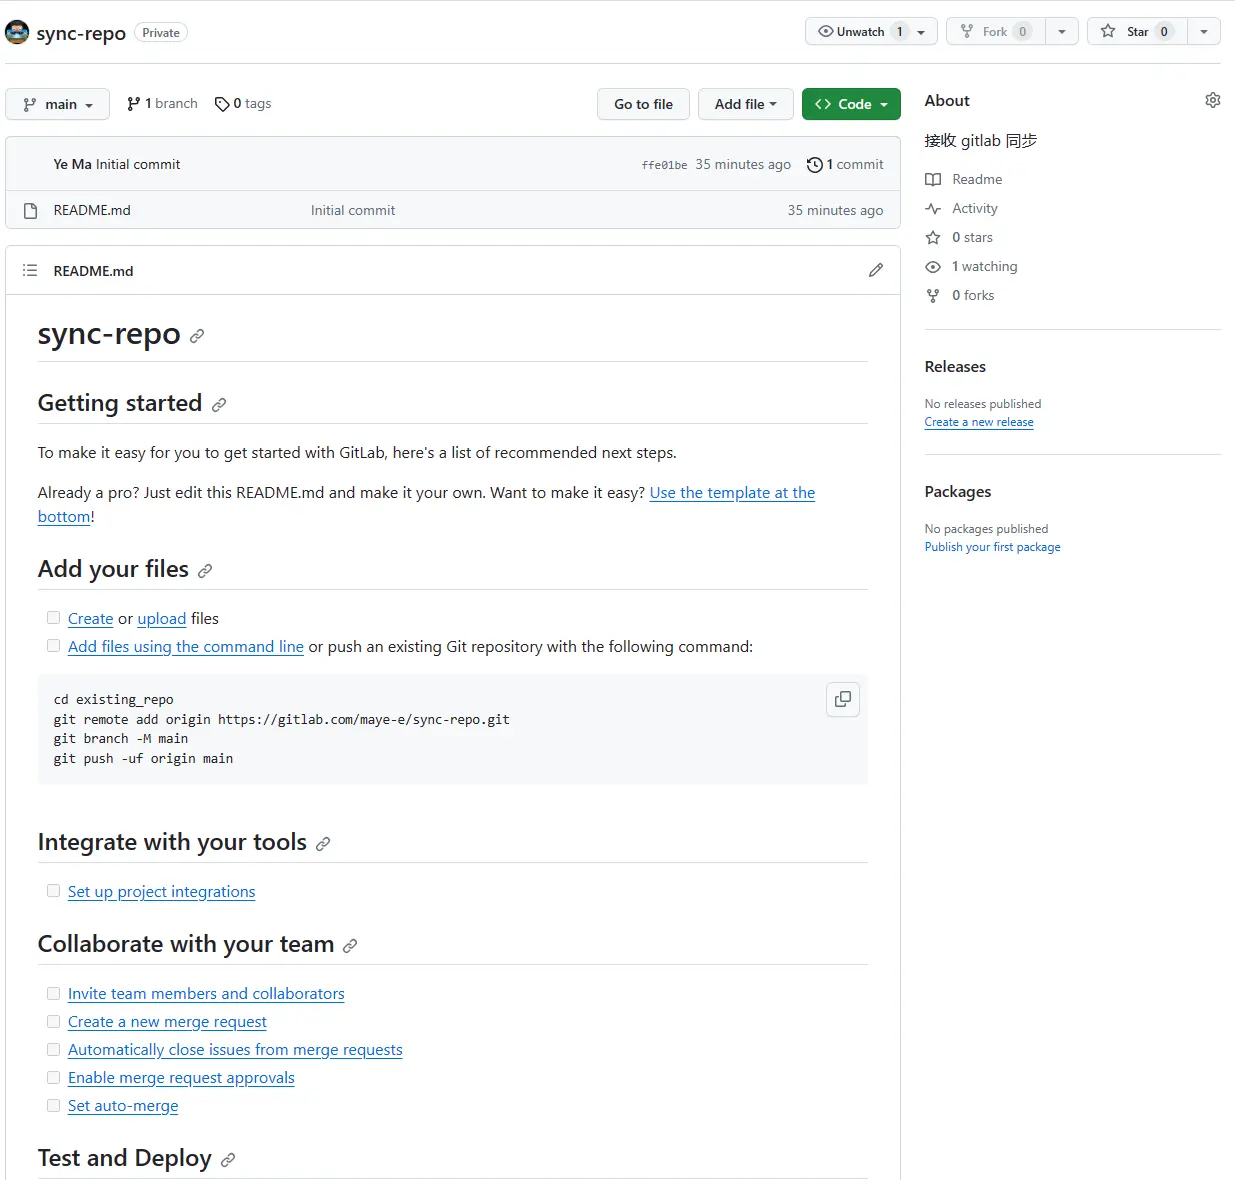 sync-repo Private Unwatch 1 Fork 0 Star 0
main 1 branch 0 tags Go to file Add file Code
Ye Ma Initial commit ffe01be 35 minutes ago 1 commit
README.md Initial commit 35 minutes ago
README.md
sync-repo
Getting started
To make it easy for you to get started with GitLab, here's a list of recommended next steps.
Already a pro? Just edit this README.md and make it your own. Want to make it easy? Use the template at the
bottom!
Add your files
Create or upload files
Add files using the command line or push an existing Git repository with the following command:
cd existing_repo
git remote add origin https://gitlab.com/maye-e/sync-repo.git
git branch -M main
git push -uf origin main
Integrate with your tools
Set up project integrations
Collaborate with your team
Invite team members and collaborators
Create a new merge request
Automatically close issues from merge requests
Enable merge request approvals
Set auto-merge
Test and Deploy
About
接收 gitlab 同步
Readme
Activity
0 stars
1 watching
0 forks
Releases
No releases published
Create a new release
Packages
No packages published
Publish your first package